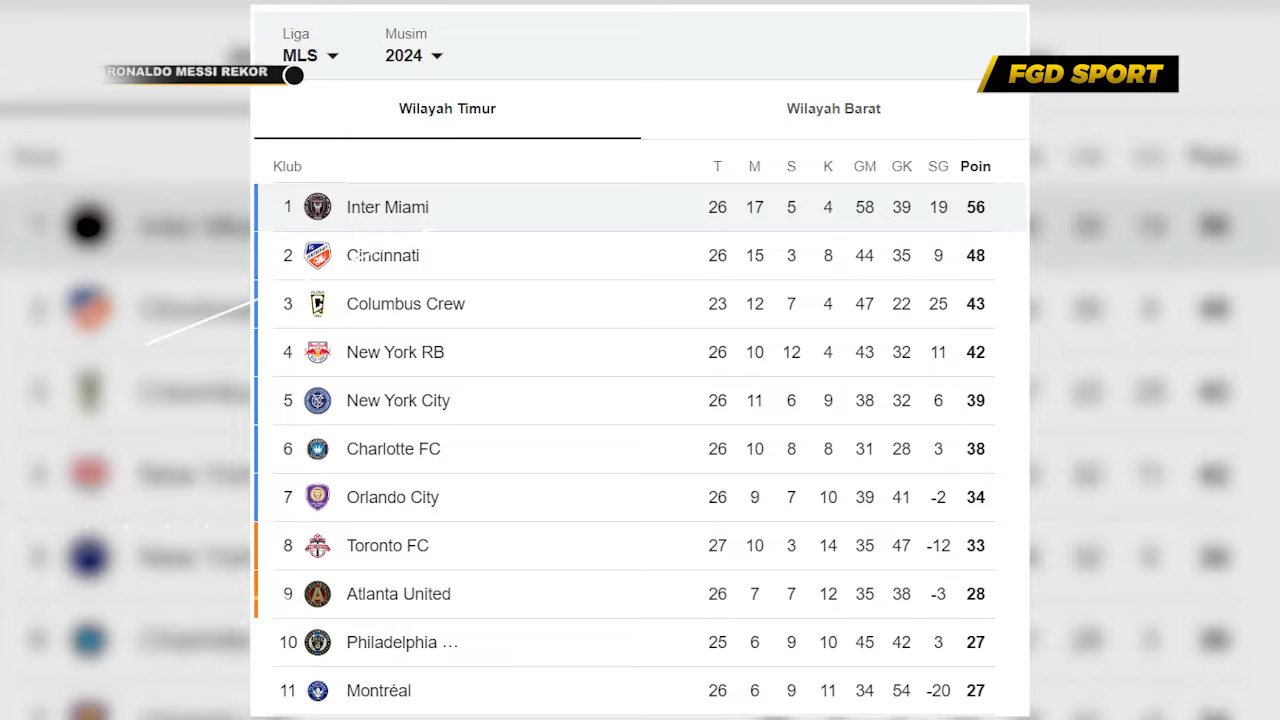 Liga Musim
MLS 2024
RONALDO MESSI REKOR
FGD SPORT
Wilayah Timur Wilayah Barat
Klub T M S K GM GK SG Poin
1 Inter Miami 26 17 5 4 58 39 19 56
2 Cincinnati 26 15 3 8 44 35 9 48
3 Columbus Crew 23 12 7 4 47 22 25 43
4 New York RB 26 10 12 4 43 32 11 42
5 New York City 26 11 6 9 38 32 6 39
6 Charlotte FC 26 10 8 8 31 28 3 38
7 Orlando City 26 9 7 10 39 41 -2 34
8 Toronto FC 27 10 3 14 35 47 -12 33
9 Atlanta United 26 7 7 12 35 38 -3 28
10 Philadelphia ... 25 6 9 10 45 42 3 27
11 Montréal 26 6 9 11 34 54 -20 27